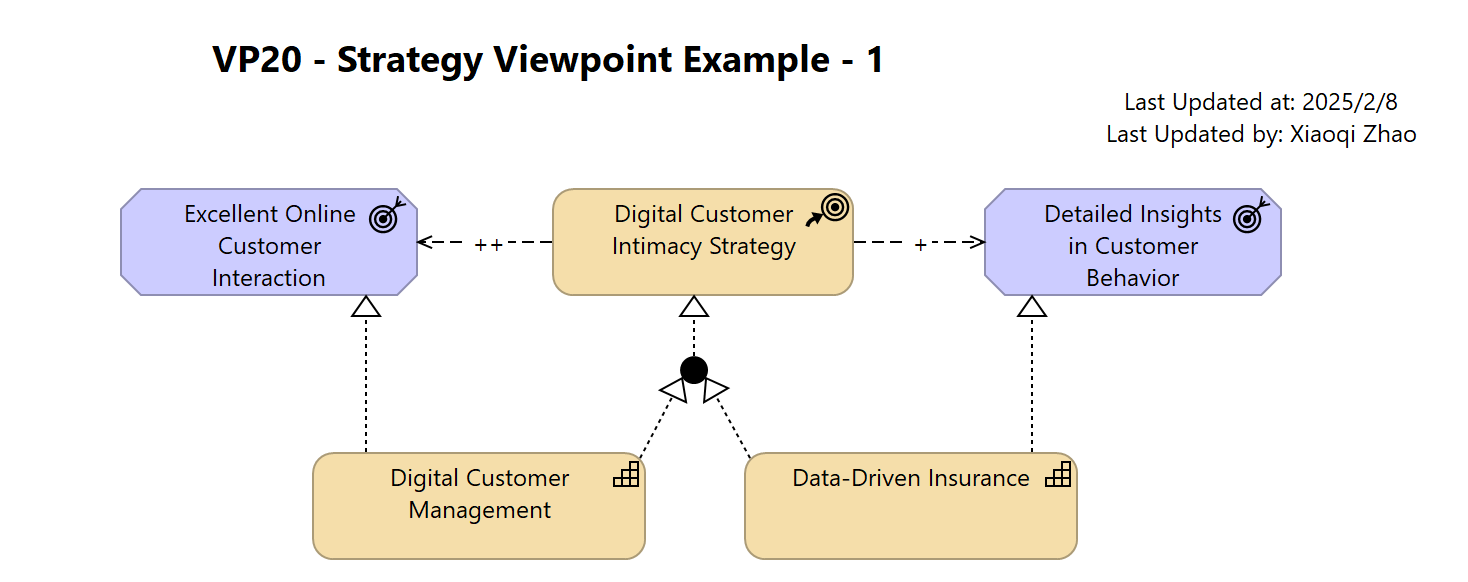 VP20 - Strategy Viewpoint Example - 1
Last Updated at: 2025/2/8
Last Updated by: Xiaoqi Zhao
Excellent Online
Customer
Interaction
++
Digital Customer
Intimacy Strategy
+
Detailed Insights
in Customer
Behavior
Digital Customer
Management
Data-Driven Insurance